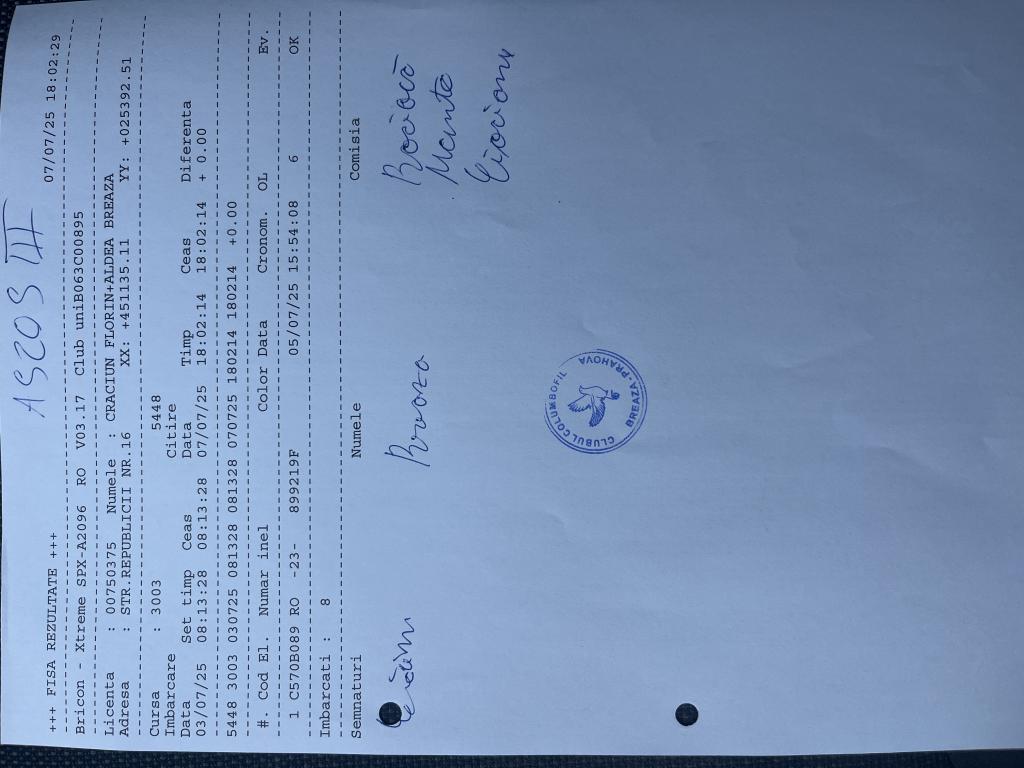 ASCOS III
+++ FISA REZULTATE +++ 07/07/25 18:02:29
Bricon - Xtreme SPX-A2096 RO V03.17 Club uniB063C00895
Licenta : 00750375 Numele : CRACIUN FLORIN+ALDEA BREAZA
Adresa : STR.REPUBLICII NR.16 XX: +451135.11 YY: +025392.51
Cursa : 3003 5448
Imbarcare Citire
Data Set timp Ceas Data Timp Ceas Diferenta
03/07/25 08:13:28 08:13:28 07/07/25 18:02:14 18:02:14 + 0.00
5448 3003 030725 081328 081328 070725 180214 180214 +0.00
#. Cod El. Numar inel Color Data Cronom. OL Ev.
1 C570B089 RO -23- 899219F 05/07/25 15:54:08 6 OK
Imbarcati : 8
Semnaturi Numele Comisia
CLUBUL COLUMBOFIL
BREAZA-PRAHOVA